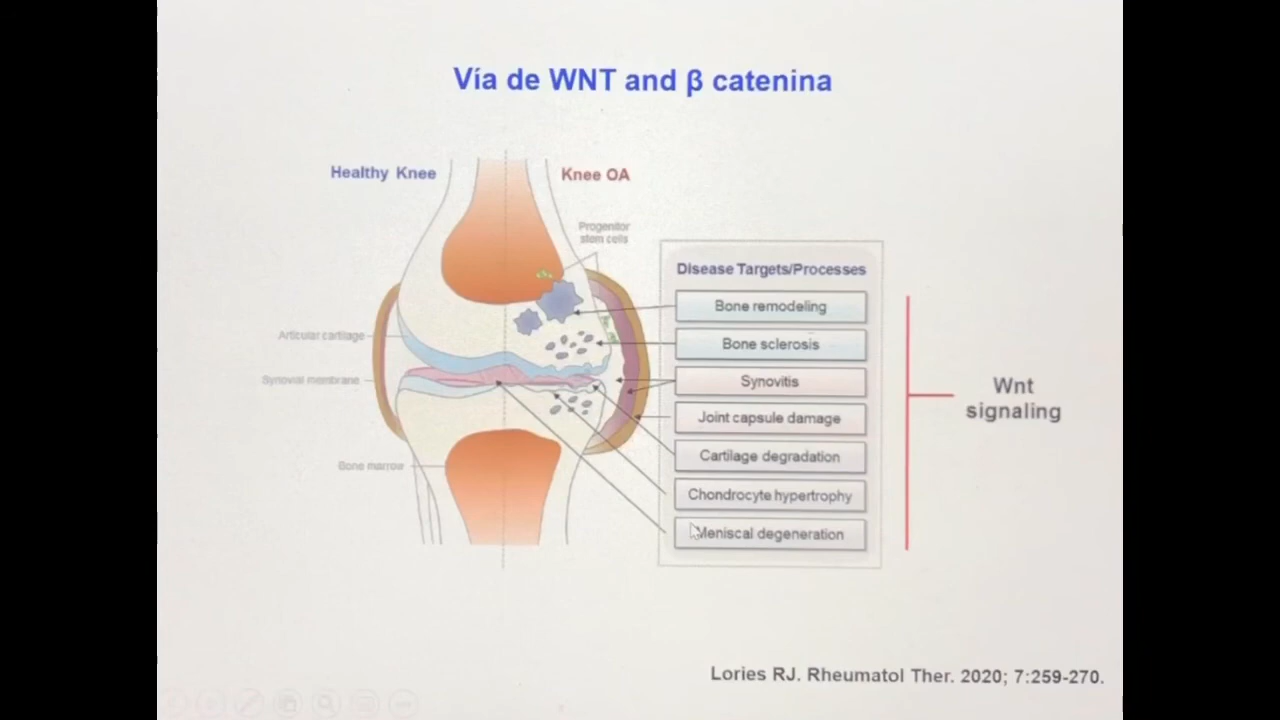 Vía de WNT and β catenina
Healthy Knee
Knee OA
Progenitor
stem cells
Articular cartilage
Synovial membrane
Bone marrow
Disease Targets/Processes
Bone remodeling
Bone sclerosis
Synovitis
Joint capsule damage
Cartilage degradation
Chondrocyte hypertrophy
Meniscal degeneration
Wnt
signaling
Lories RJ. Rheumatol Ther. 2020; 7:259-270.